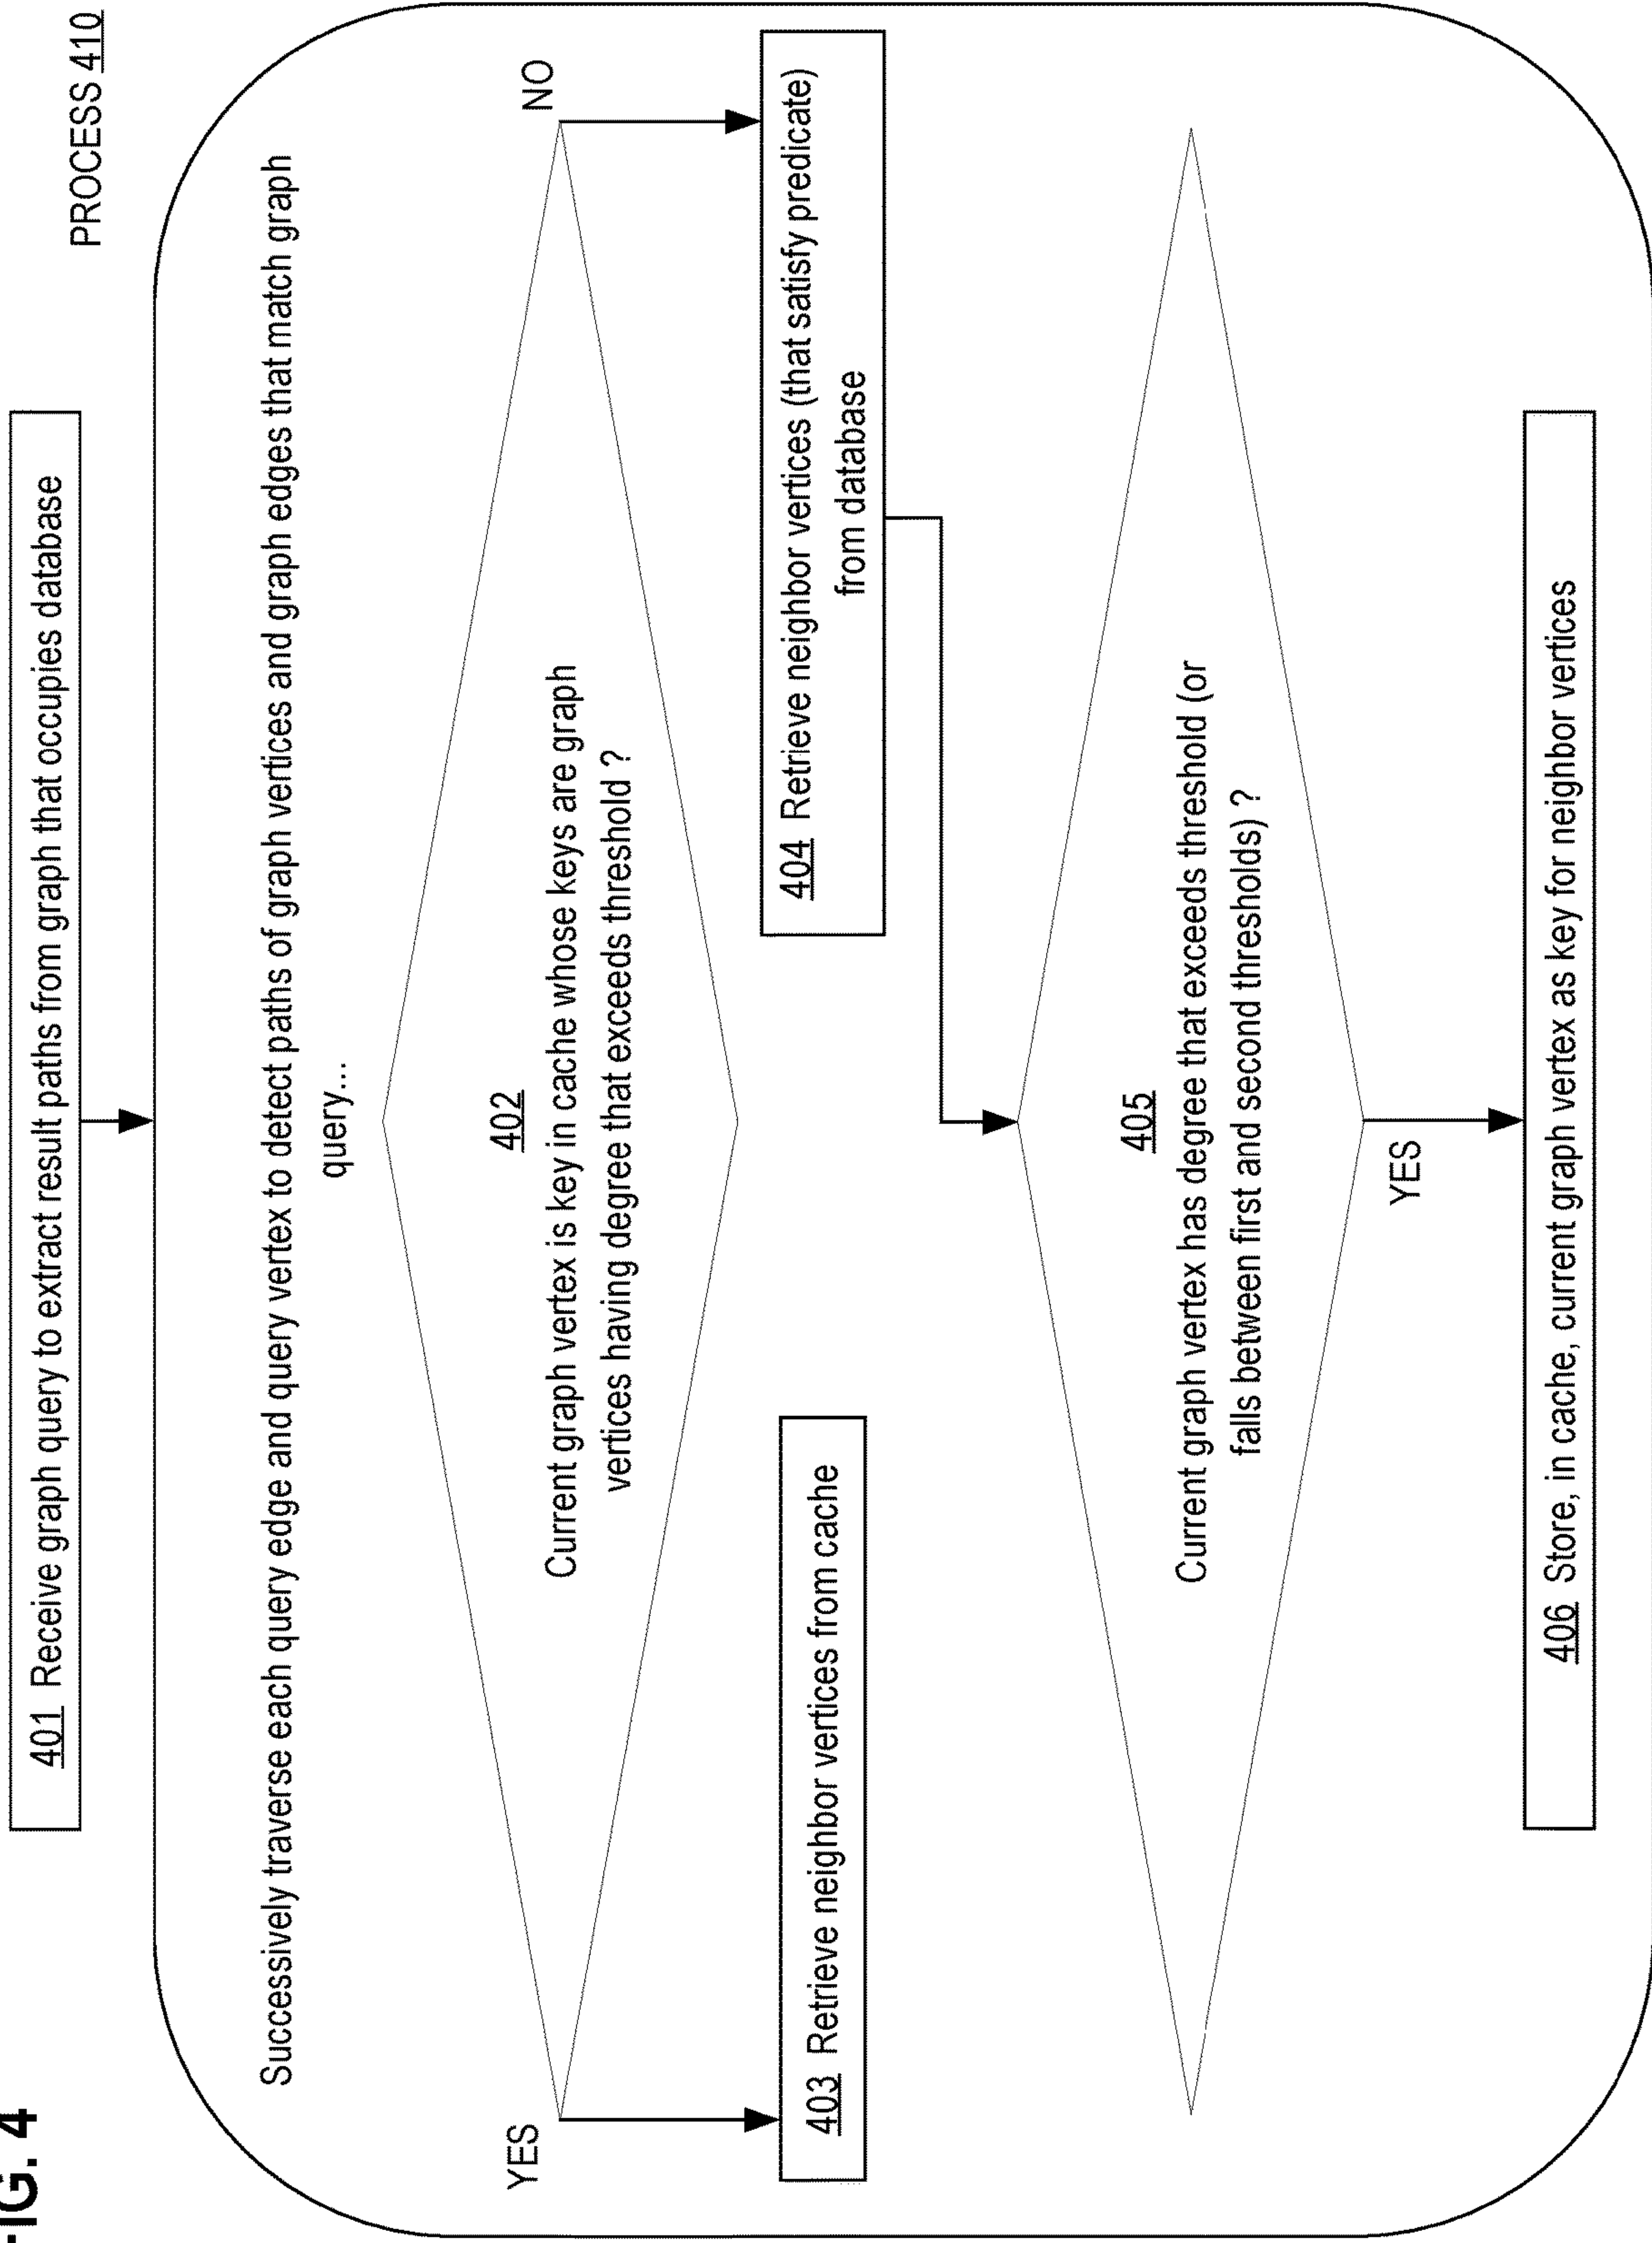 FIG. 4
PROCESS 410
401 Receive graph query to extract result paths from graph that occupies database
Successively traverse each query edge and query vertex to detect paths of graph vertices and graph edges that match graph
query...
402
Current graph vertex is key in cache whose keys are graph
vertices having degree that exceeds threshold ?
YES
NO
403 Retrieve neighbor vertices from cache
404 Retrieve neighbor vertices (that satisfy predicate)
from database
405
Current graph vertex has degree that exceeds threshold (or
falls between first and second thresholds) ?
YES
406 Store, in cache, current graph vertex as key for neighbor vertices